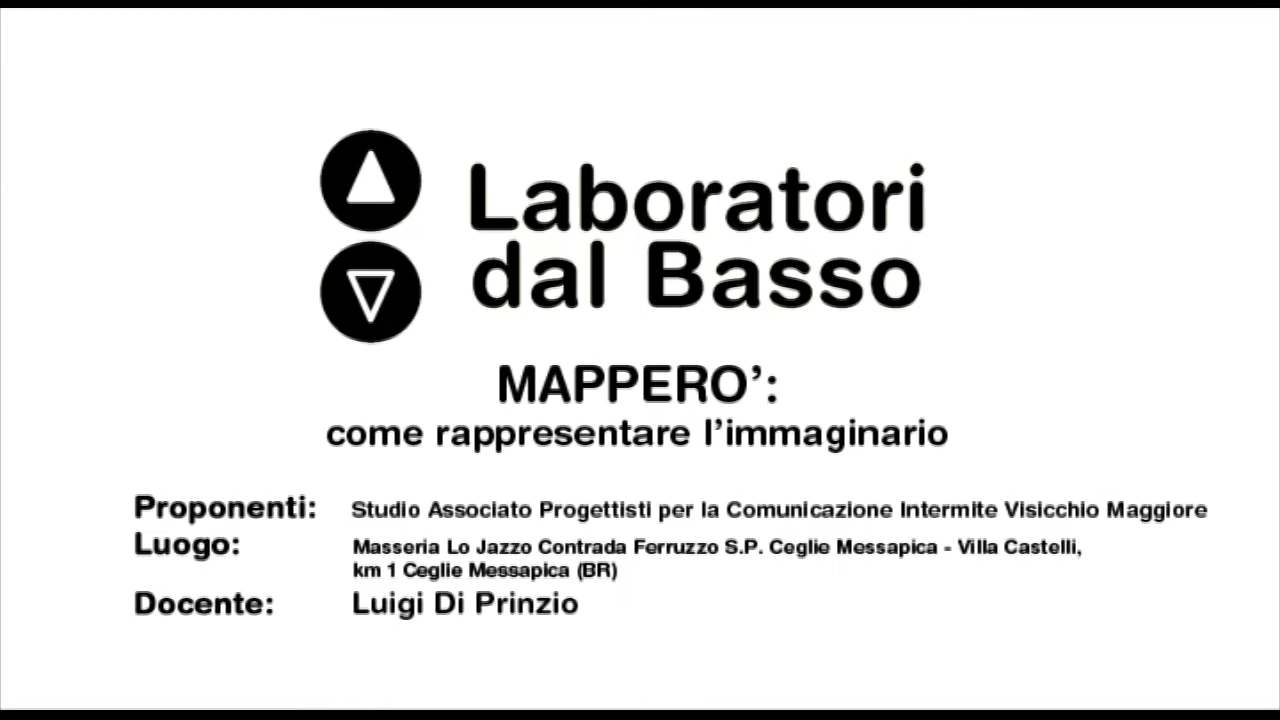 Laboratori
dal Basso
MAPPERO’:
come rappresentare l’immaginario
Proponenti: Studio Associato Progettisti per la Comunicazione Intermite Visicchio Maggiore
Luogo: Masseria Lo Jazzo Contrada Ferruzzo S.P. Ceglie Messapica - Villa Castelli,
km 1 Ceglie Messapica (BR)
Docente: Luigi Di Prinzio